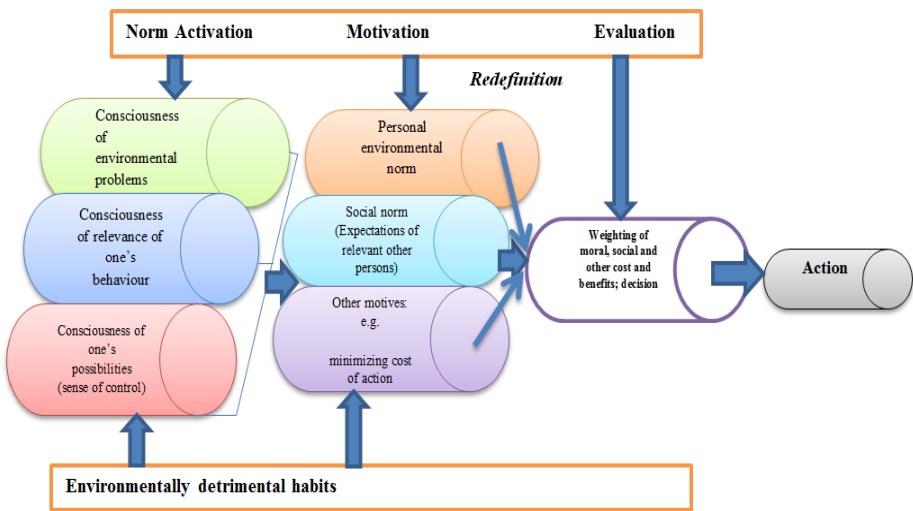 Norm Activation Motivation Evaluation
Redefinition
Consciousness
of
environmental
problems
Consciousness
of relevance of
one’s
behaviour
Consciousness of
one’s
possibilities
(sense of control)
Personal
environmental
norm
Social norm
(Expectations of
relevant other
persons)
Other motives:
e.g.
minimizing cost
of action
Weighting of
moral, social and
other cost and
benefits; decision
Action
Environmentally detrimental habits